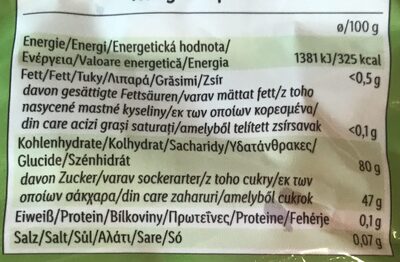 ø/100 g
Energie/Energi/Energetická hodnota/
Ενέργεια/Valoare energetică/Energia 1381 kJ/325 kcal
Fett/Fett/Tuky/Λιπαρά/Grăsimi/Zsír <0,5 g
davon gesättigte Fettsäuren/varav mättat fett/z toho
nasycené mastné kyseliny/εκ των οποίων κορεσμένα/
din care acizi grași saturați/amelyből telített zsírsavak <0,1 g
Kohlenhydrate/Kolhydrat/Sacharidy/Υδατάνθρακες/
Glucide/Szénhidrát 80 g
davon Zucker/varav sockerarter/z toho cukry/εκ των
οποίων σάκχαρα/din care zaharuri/amelyből cukrok 47 g
Eiweiß/Protein/Bílkoviny/Πρωτεΐνες/Proteine/Fehérje 0,1 g
Salz/Salt/Sůl/Αλάτι/Sare/Só 0,07 g